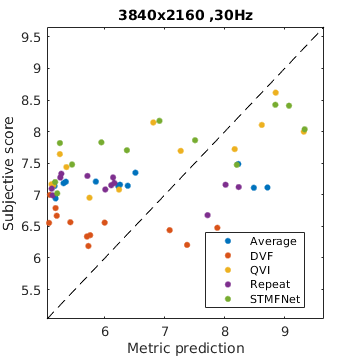 3840x2160 ,30Hz
Subjective score
9.5
9
8.5
8
7.5
7
6.5
6
5.5
6
7
8
9
Metric prediction
Average
DVF
QVI
Repeat
STMFNet